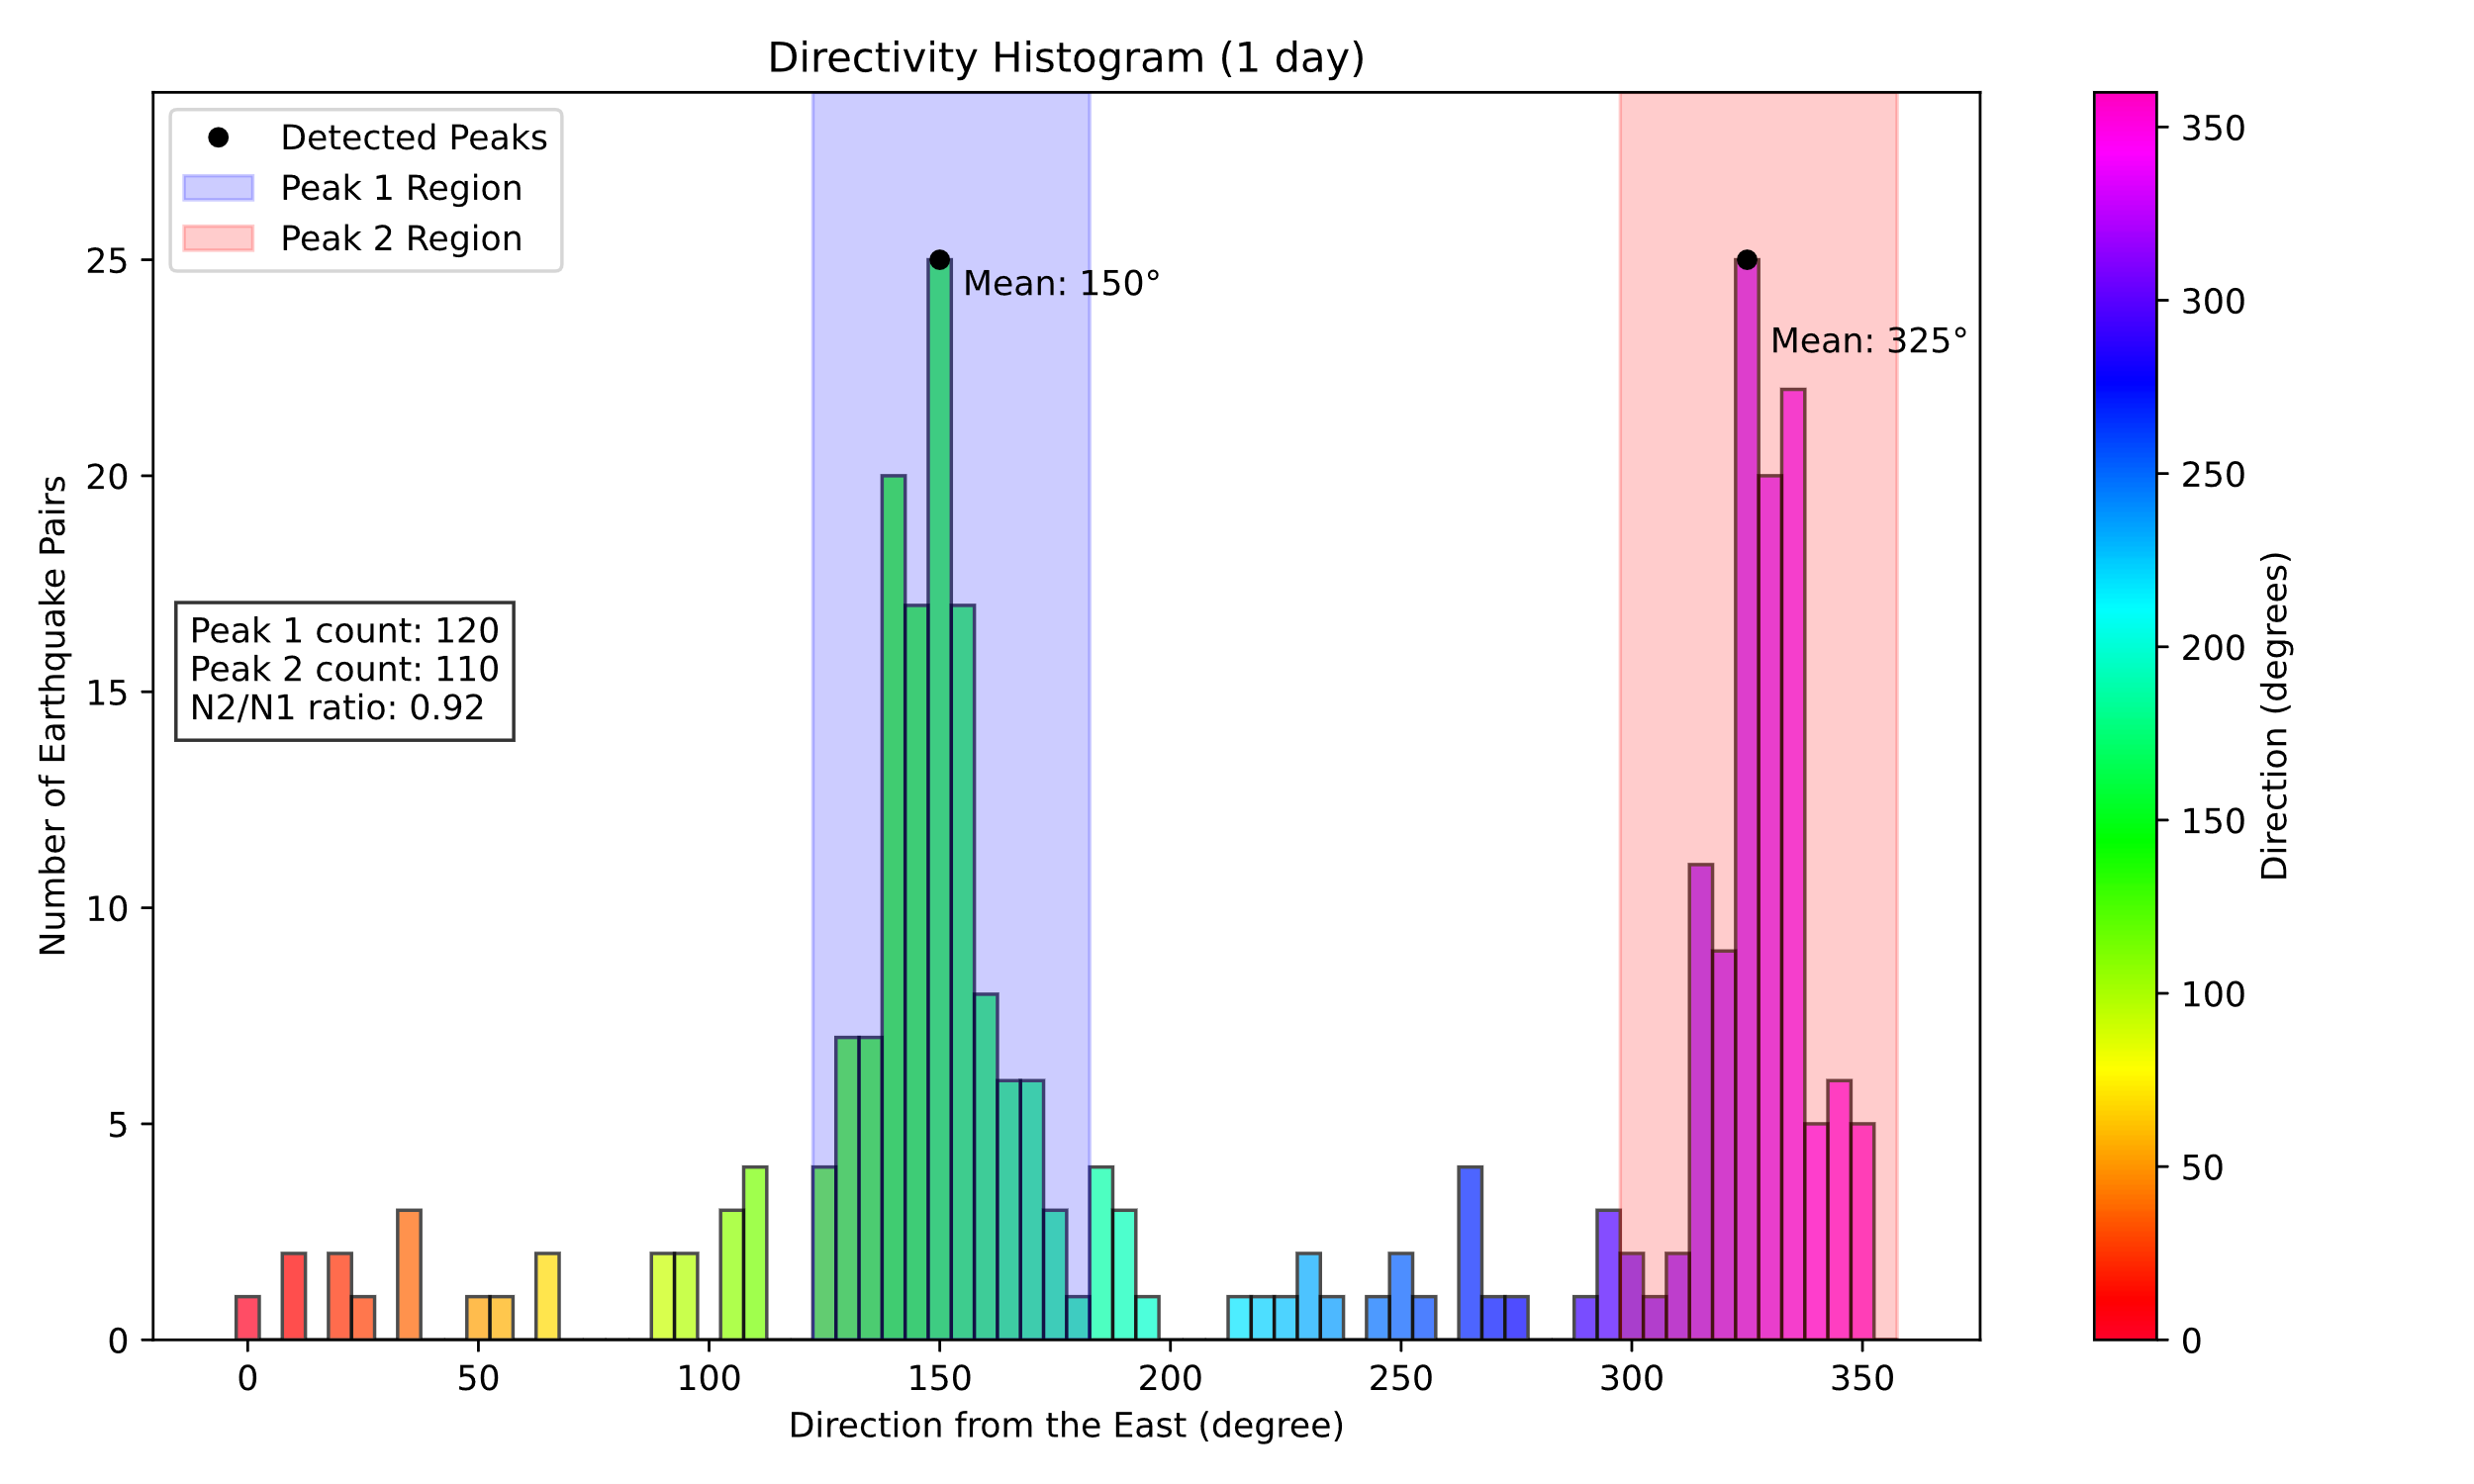 Directivity Histogram (1 day)
Detected Peaks
Peak 1 Region
Peak 2 Region
Mean: 150°
Mean: 325°
Peak 1 count: 120
Peak 2 count: 110
N2/N1 ratio: 0.92
Number of Earthquake Pairs
25
20
15
10
5
0
0 50 100 150 200 250 300 350
Direction from the East (degree)
350
300
250
200
150
100
50
0
Direction (degrees)